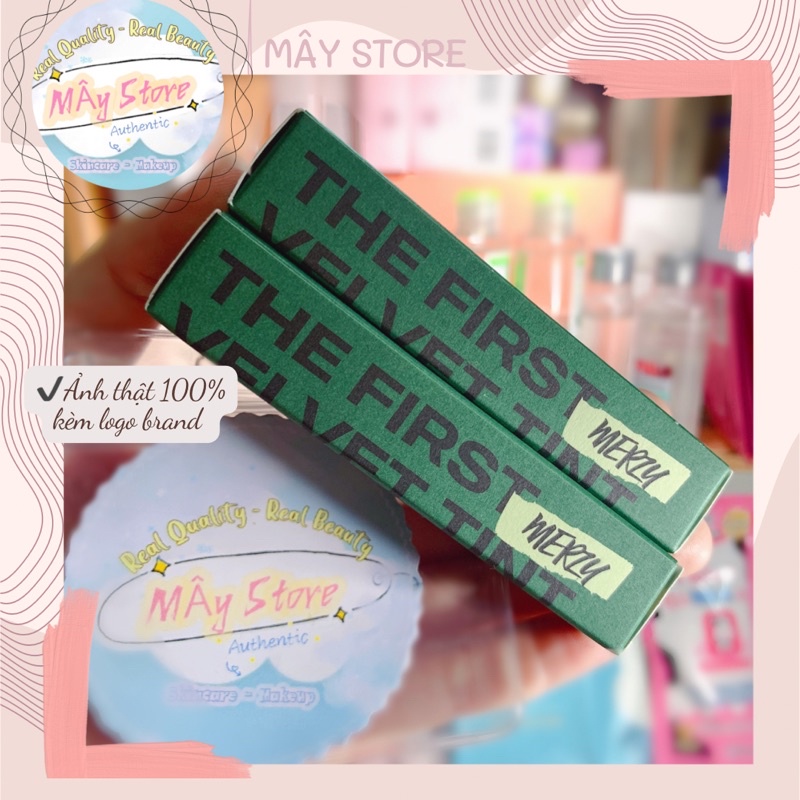 MÂY STORE
Real Quality - Real Beauty
MÂy Store
Authentic
Skincare - Makeup
THE FIRST
VELVET TINT
MERZY
THE FIRST
VELVET TINT
MERZY
✔Ảnh thật 100%
kèm logo brand
Real Quality - Real Beauty
MÂy Store
Authentic
Skincare - Makeup